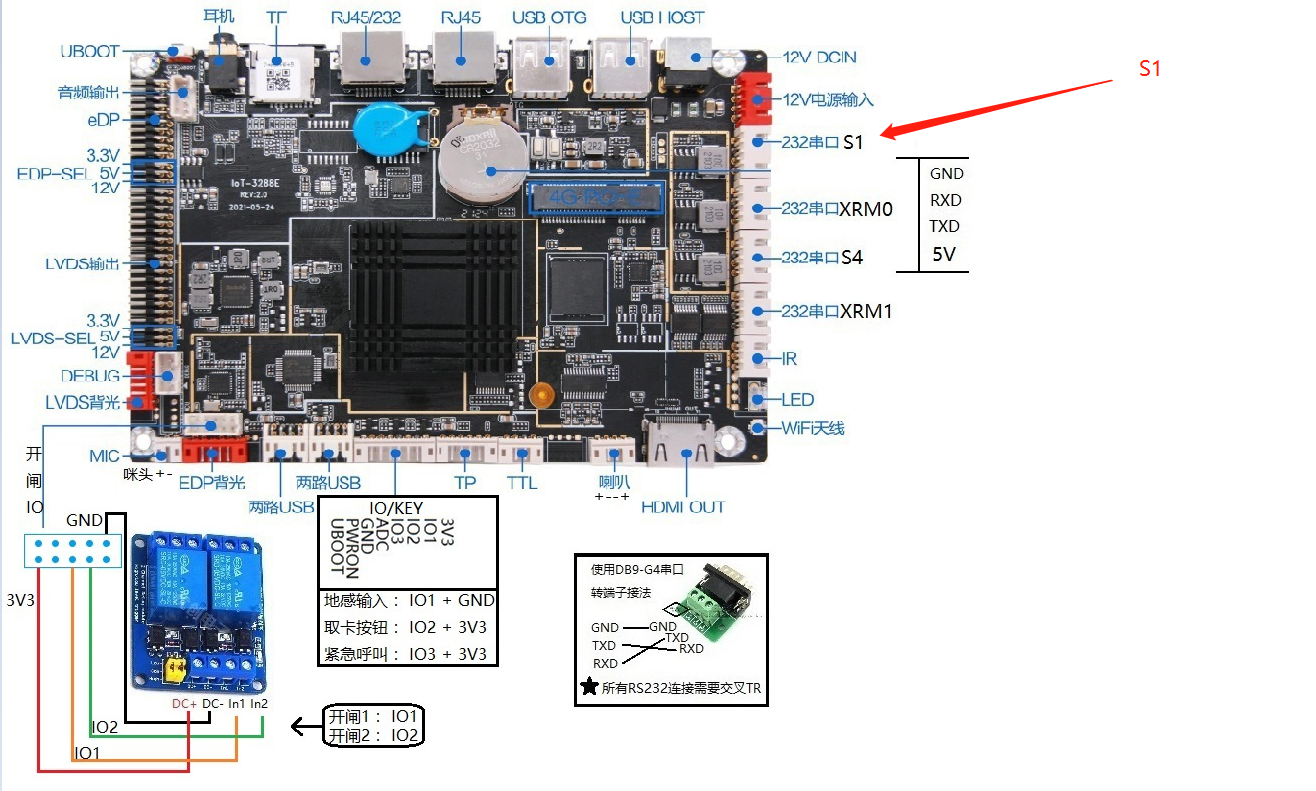 耳机
TF
RJ45/232
RJ45
USB OTG
USB HOST
UBOOT
12V DCIN
S1
音频输出
12V电源输入
eDP
232串口 S1
3.3V
EDP-SEL 5V
12V
GND
RXD
TXD
5V
IoT-3288E
REV:2.0
2021-05-24
CR2032
232串口XRM0
232串口S4
LVDS输出
232串口XRM1
3.3V
LVDS-SEL 5V
12V
IR
DEBUG
LVDS背光
LED
WiFi天线
HDMI OUT
开
闸
IO
MIC
咪头+-
EDP背光
两路USB
两路USB
TP
TTL
喇叭
+--+
HDMI OUT
IO/KEY
3V3
IO1
IO2
IO3
ADC
GND
PWRON
UBOOT
地感输入： IO1 + GND
取卡按钮： IO2 + 3V3
紧急呼叫： IO3 + 3V3
GND
3V3
DC+ DC- In1 In2
IO2
IO1
开闸1： IO1
开闸2： IO2
使用DB9-G4串口
转端子接法
GND
GND
TXD
TXD
RXD
RXD
★所有RS232连接需要交叉TR